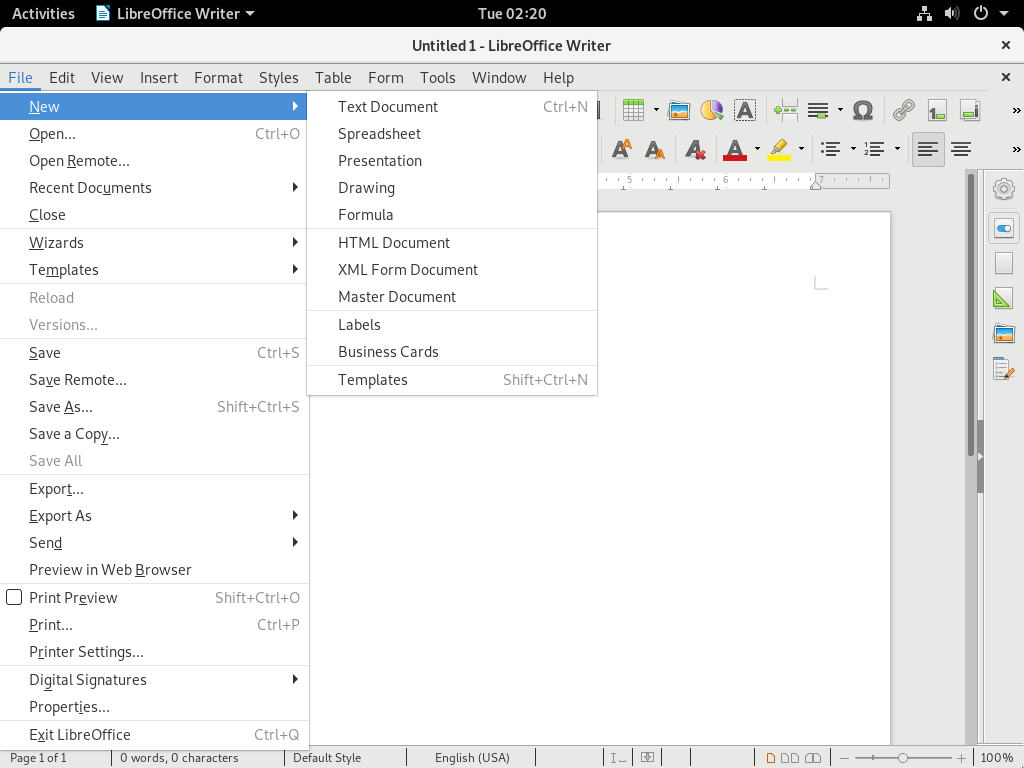 Activities LibreOffice Writer Tue 02:20
Untitled 1 - LibreOffice Writer
File Edit View Insert Format Styles Table Form Tools Window Help
New
Open... Ctrl+O
Open Remote...
Recent Documents
Close
Wizards
Templates
Reload
Versions...
Save Ctrl+S
Save Remote...
Save As... Shift+Ctrl+S
Save a Copy...
Save All
Export...
Export As
Send
Preview in Web Browser
Print Preview Shift+Ctrl+O
Print... Ctrl+P
Printer Settings...
Digital Signatures
Properties...
Exit LibreOffice Ctrl+Q
Text Document Ctrl+N
Spreadsheet
Presentation
Drawing
Formula
HTML Document
XML Form Document
Master Document
Labels
Business Cards
Templates Shift+Ctrl+N
5 6 7
Page 1 of 1 0 words, 0 characters Default Style English (USA) 100%